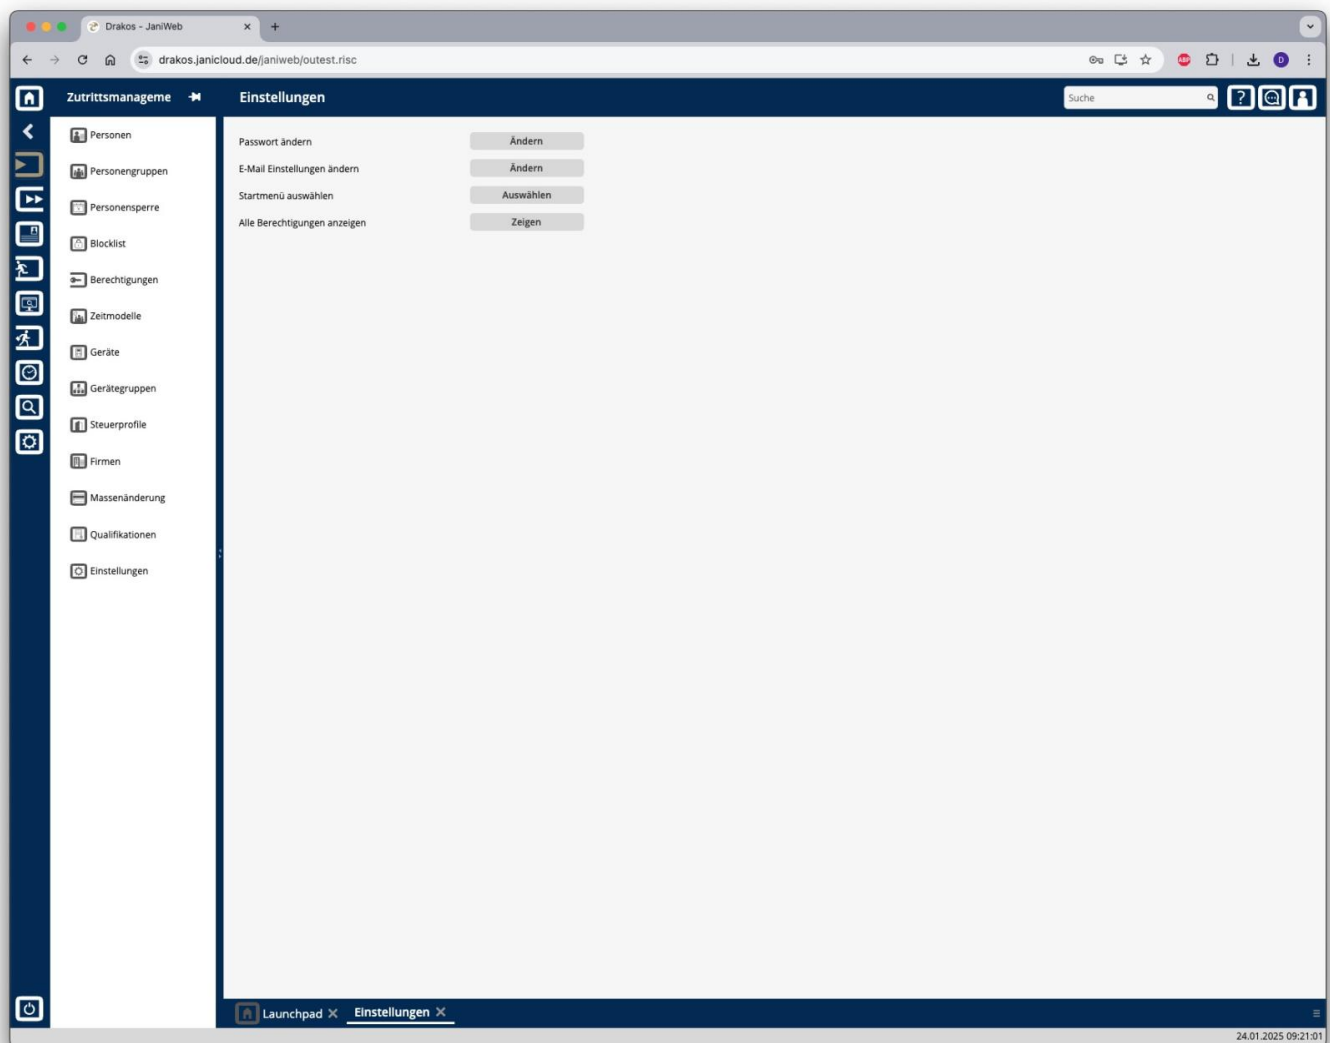 Drakos - JaniWeb
drakos.janicloud.de/janiweb/outest.risc
ABP
D
Zutrittsmanageme
Einstellungen
Suche
?
Personen
Personengruppen
Personensperre
Blocklist
Berechtigungen
Zeitmodelle
Geräte
Gerätegruppen
Steuerprofile
Firmen
Massenänderung
Qualifikationen
Einstellungen
Passwort ändern Ändern
E-Mail Einstellungen ändern Ändern
Startmenü auswählen Auswählen
Alle Berechtigungen anzeigen Zeigen
Launchpad Einstellungen
24.01.2025 09:21:01